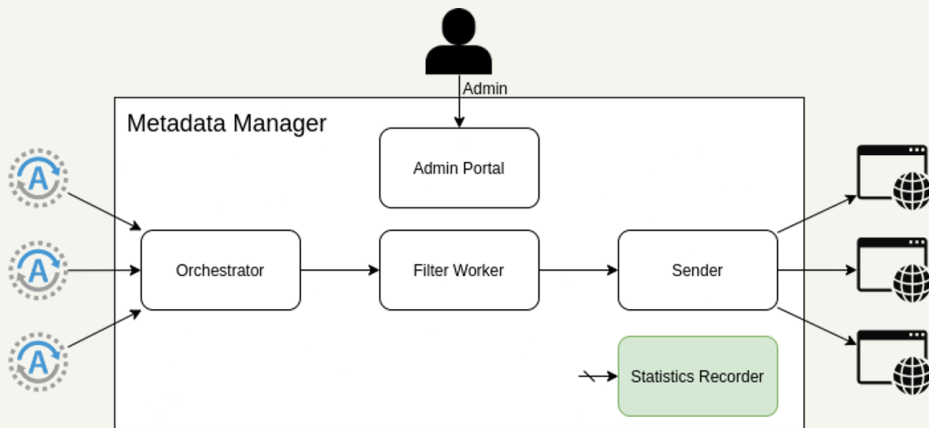 Admin
Metadata Manager
Admin Portal
A
Orchestrator
Filter Worker
Sender
A
A
Statistics Recorder